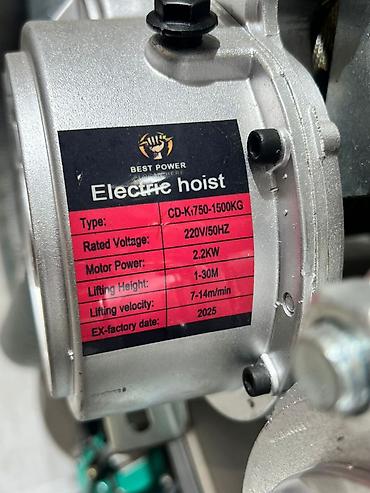 BEST POWER
Electric hoist
Type: CD-K1750-1500KG
Rated Voltage: 220V/50HZ
Motor Power: 2.2KW
Lifting Height: 1-30M
Lifting velocity: 7-14m/min
EX-factory date: 2025